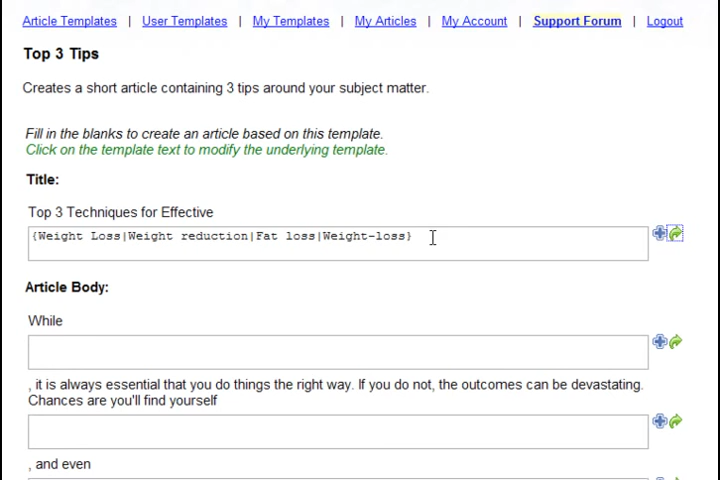 Article Templates | User Templates | My Templates | My Articles | My Account | Support Forum | Logout
Top 3 Tips
Creates a short article containing 3 tips around your subject matter.
Fill in the blanks to create an article based on this template.
Click on the template text to modify the underlying template.
Title:
Top 3 Techniques for Effective
{Weight Loss|Weight reduction|Fat loss|Weight-loss}
Article Body:
While
, it is always essential that you do things the right way. If you do not, the outcomes can be devastating.
Chances are you'll find yourself
, and even